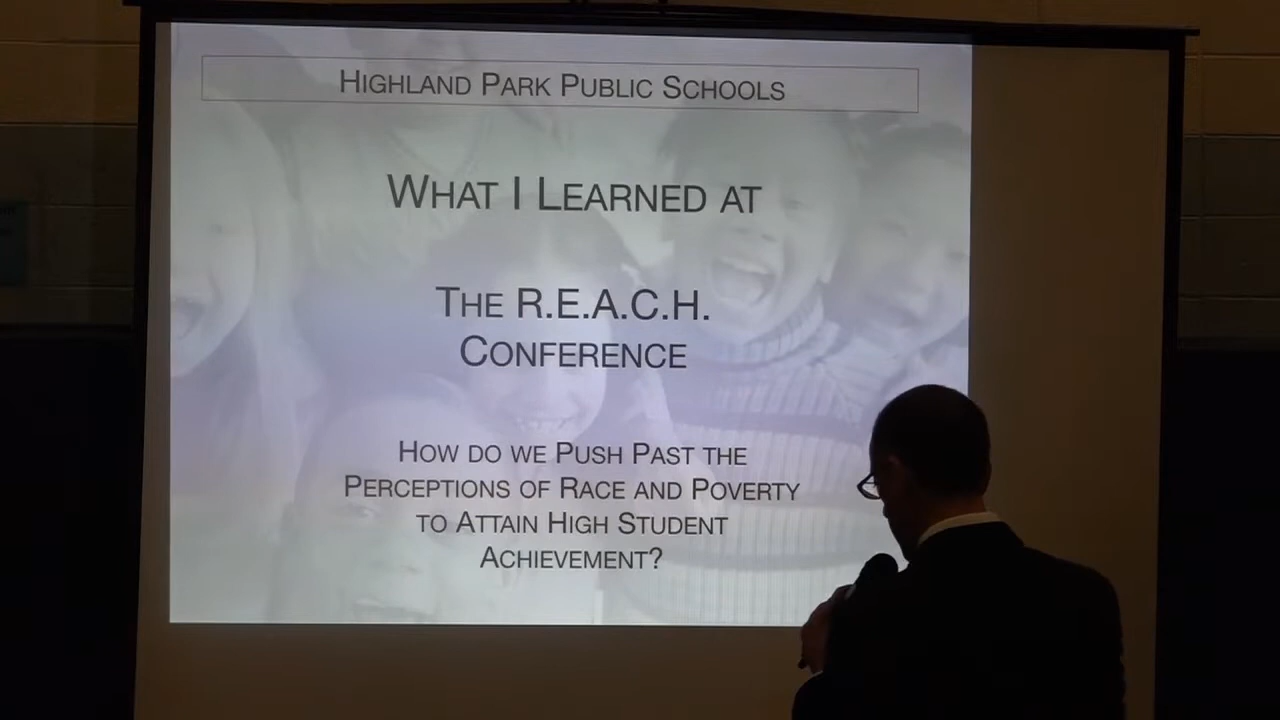 Highland Park Public Schools
What I Learned at
The R.E.A.C.H.
Conference
How do we Push Past the
Perceptions of Race and Poverty
to Attain High Student
Achievement?